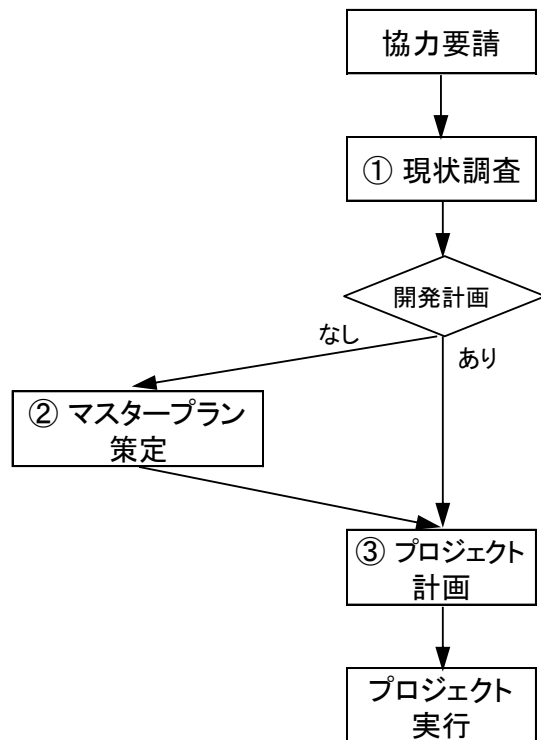 協力要請
① 現状調査
開発計画
なし
あり
② マスタープラン
策定
③ プロジェクト
計画
プロジェクト
実行